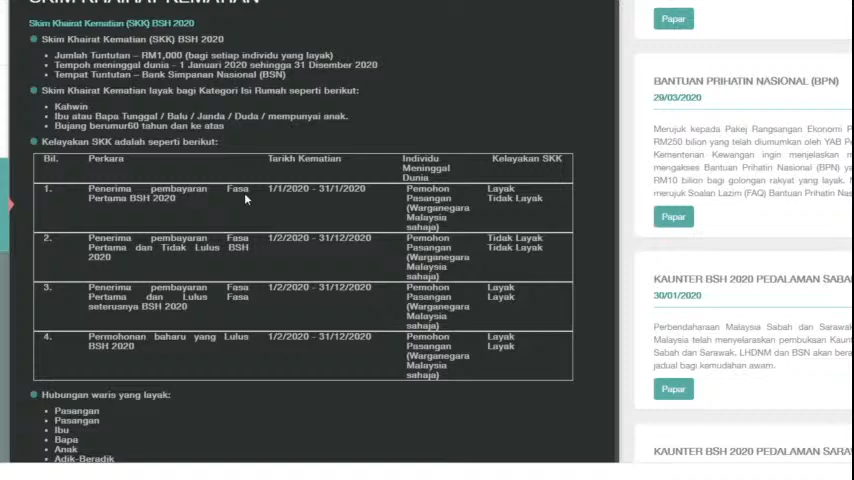 SKIM KHAIRAT KEMATIAN
Skim Khairat Kematian (SKK) BSH 2020
Skim Khairat Kematian (SKK) BSH 2020
Jumlah Tuntutan – RM1,000 (bagi setiap individu yang layak)
Tempoh meninggal dunia - 1 Januari 2020 sehingga 31 Disember 2020
Tempat Tuntutan – Bank Simpanan Nasional (BSN)
Skim Khairat Kematian layak bagi Kategori Isi Rumah seperti berikut:
Kahwin
Ibu atau Bapa Tunggal / Balu / Janda / Duda / mempunyai anak.
Bujang berumur60 tahun dan ke atas
Kelayakan SKK adalah seperti berikut:
Bil. Perkara Tarikh Kematian Individu Kelayakan SKK
Meninggal
Dunia
1. Penerima pembayaran Fasa 1/1/2020 - 31/1/2020 Pemohon Layak
Pertama BSH 2020 Pasangan Tidak Layak
(Warganegara
Malaysia
sahaja)
2. Penerima pembayaran Fasa 1/2/2020 - 31/12/2020 Pemohon Tidak Layak
Pertama dan Tidak Lulus BSH Pasangan Tidak Layak
2020 (Warganegara
Malaysia
sahaja)
3. Penerima pembayaran Fasa 1/2/2020 - 31/12/2020 Pemohon Layak
Pertama dan Lulus Fasa Pasangan Layak
seterusnya BSH 2020 (Warganegara
Malaysia
sahaja)
4. Permohonan baharu yang Lulus 1/2/2020 - 31/12/2020 Pemohon Layak
BSH 2020 Pasangan Layak
(Warganegara
Malaysia
sahaja)
Hubungan waris yang layak:
Pasangan
Pasangan
Ibu
Bapa
Anak
Adik-Beradik
Papar
BANTUAN PRIHATIN NASIONAL (BPN)
29/03/2020
Merujuk kepada Pakej Rangsangan Ekonomi P
RM250 bilion yang telah diumumkan oleh YAB Pe
Kementerian Kewangan ingin menjelaskan m
mengakses Bantuan Prihatin Nasional (BPN) ya
RM10 bilion bagi golongan rakyat yang layak. M
merujuk Soalan Lazim (FAQ) Bantuan Prihatin Nas
Papar
KAUNTER BSH 2020 PEDALAMAN SABA
30/01/2020
Perbendaharaan Malaysia Sabah dan Sarawak
Malaysia telah menyelaraskan pembukaan Kaunt
Sabah dan Sarawak. LHDNM dan BSN akan bera
jadual bagi kemudahan awam.
Papar
KAUNTER BSH 2020 PEDALAMAN SARA